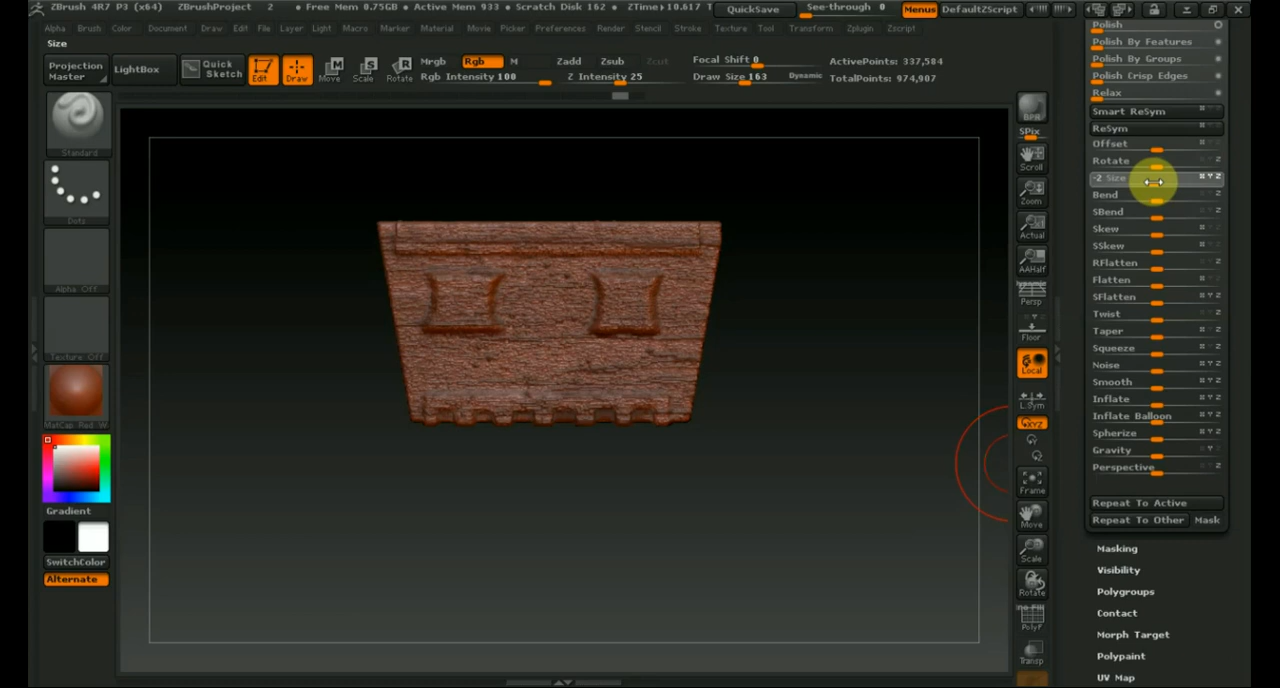 ZBrush 4R7 P3 (x64) ZBrushProject 2 • Free Mem 0.75GB • Active Mem 933 • Scratch Disk 162 • ZTime▸10.617 T QuickSave See-through 0 Menus DefaultZScript
Alpha Brush Color Document Draw Edit File Layer Light Macro Marker Material Movie Picker Preferences Render Stencil Stroke Texture Tool Transform Zplugin Zscript
Size
Projection Master
LightBox
Quick Sketch
Edit
Draw
Move
Scale
Rotate
Mrgb Rgb M Zadd Zsub Zcut
Rgb Intensity 100 Z Intensity 25
Focal Shift 0
Draw Size 163 Dynamic
ActivePoints: 337,584
TotalPoints: 974,907
Standard
Dots
Alpha Off
Texture Off
MatCap Red W
Gradient
SwitchColor
Alternate
BPR
SPix
Scroll
Zoom
Actual
AAHalf
Dynamic
Persp
Floor
Local
L.Sym
XYZ
Frame
Move
Scale
Rotate
PolyF
Transp
Polish
Polish By Features
Polish By Groups
Polish Crisp Edges
Relax
Smart ReSym
ReSym
Offset
Rotate
-2 Size
Bend
SBend
Skew
SSkew
RFlatten
Flatten
SFlatten
Twist
Taper
Squeeze
Noise
Smooth
Inflate
Inflate Balloon
Spherize
Gravity
Perspective
Repeat To Active
Repeat To Other Mask
Masking
Visibility
Polygroups
Contact
Morph Target
Polypaint
UV Map